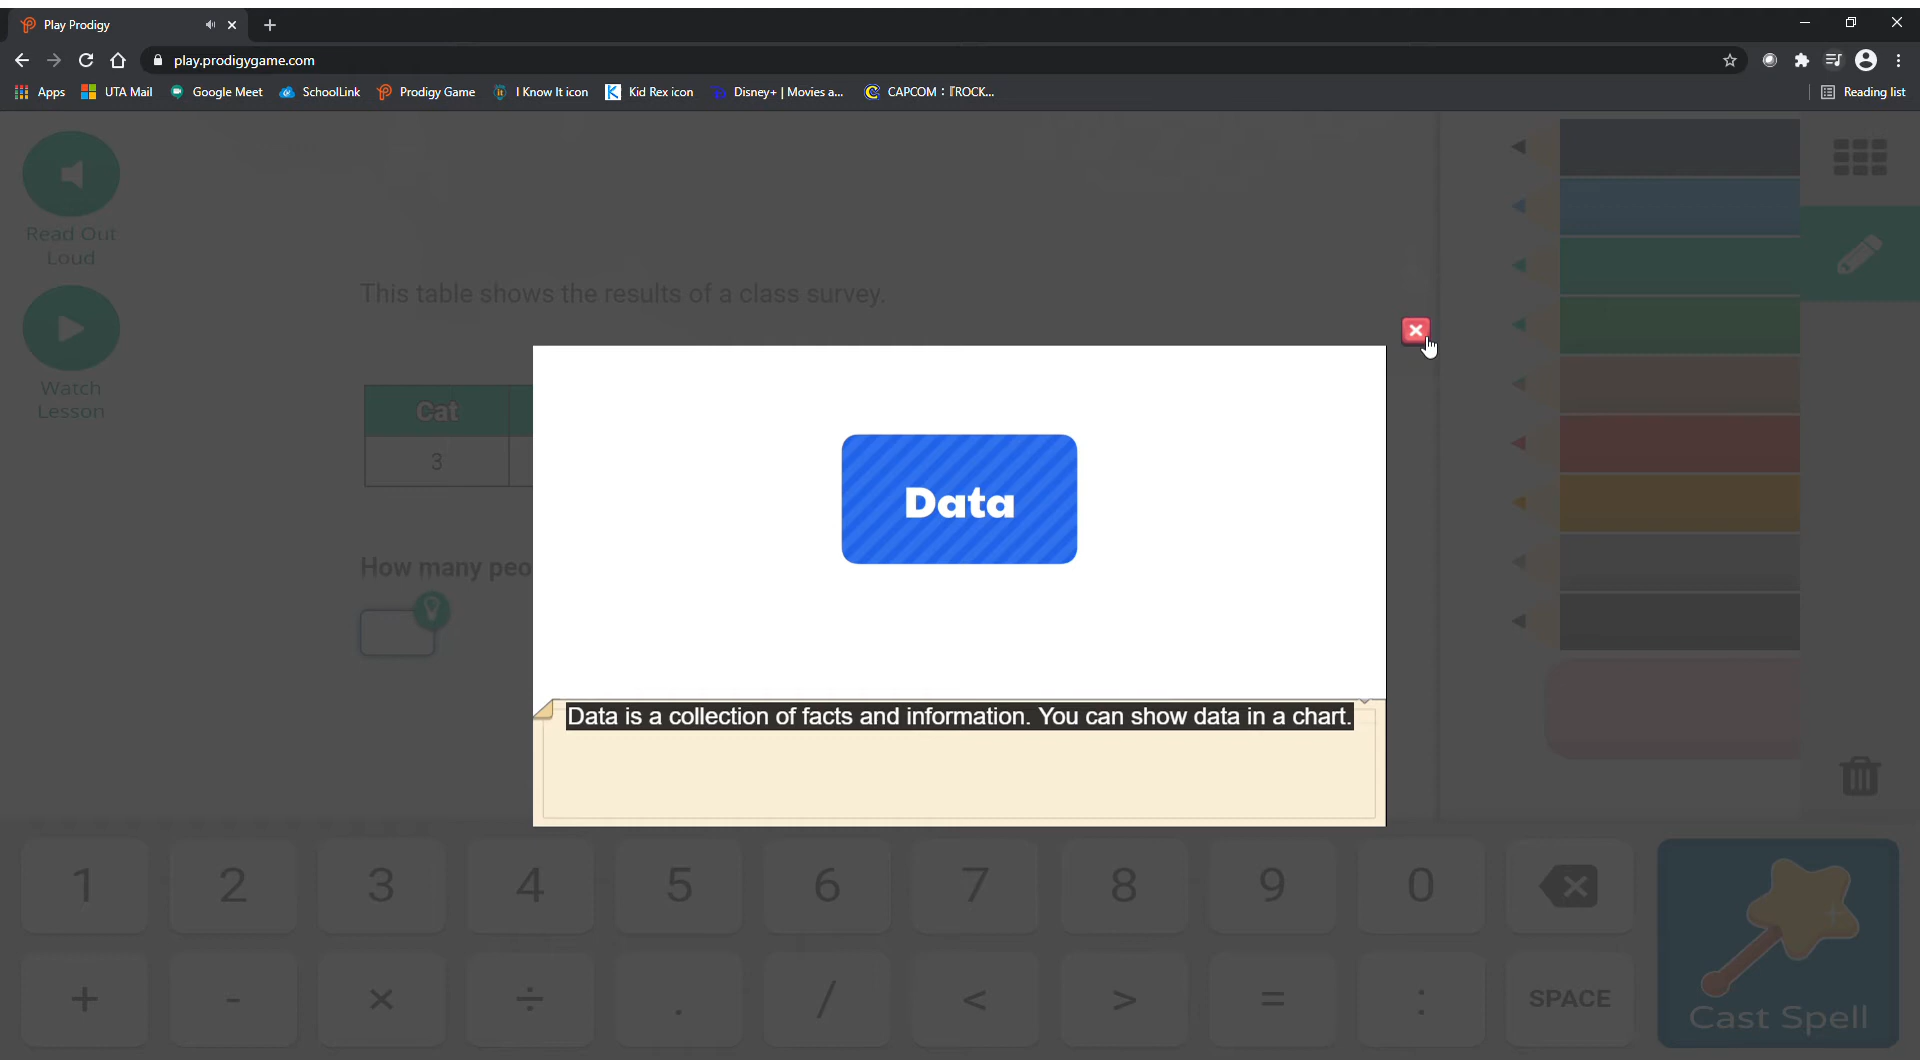 Play Prodigy
play.prodigygame.com
Apps UTA Mail Google Meet SchoolLink Prodigy Game I Know It icon Kid Rex icon Disney+ | Movies a... CAPCOM:『ROCK... Reading list
Read Out
Loud
Watch
Lesson
This table shows the results of a class survey.
Cat
3
How many peo
Data
Data is a collection of facts and information. You can show data in a chart.
1 2 3 4 5 6 7 8 9 0
+ - × ÷ . / < > = : SPACE
Cast Spell